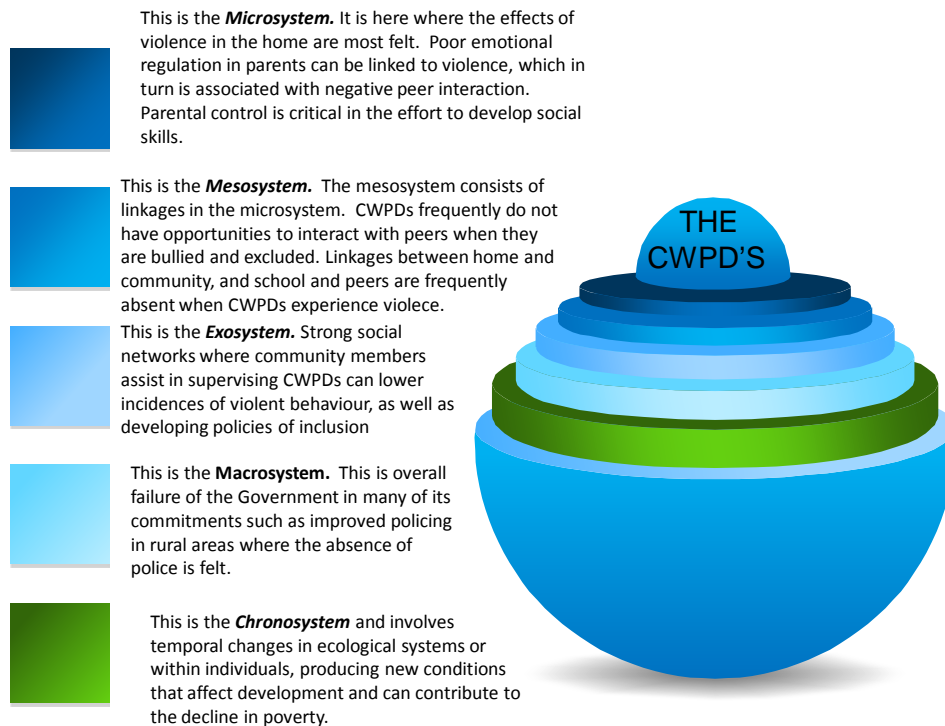 This is the Microsystem. It is here where the effects of
violence in the home are most felt. Poor emotional
regulation in parents can be linked to violence, which in
turn is associated with negative peer interaction.
Parental control is critical in the effort to develop social
skills.
This is the Mesosystem. The mesosystem consists of
linkages in the microsystem. CWPDs frequently do not
have opportunities to interact with peers when they
are bullied and excluded. Linkages between home and
community, and school and peers are frequently
absent when CWPDs experience violece.
This is the Exosystem. Strong social
networks where community members
assist in supervising CWPDs can lower
incidences of violent behaviour, as well as
developing policies of inclusion
This is the Macrosystem. This is overall
failure of the Government in many of its
commitments such as improved policing
in rural areas where the absence of
police is felt.
This is the Chronosystem and involves
temporal changes in ecological systems or
within individuals, producing new conditions
that affect development and can contribute to
the decline in poverty.
THE
CWPD'S